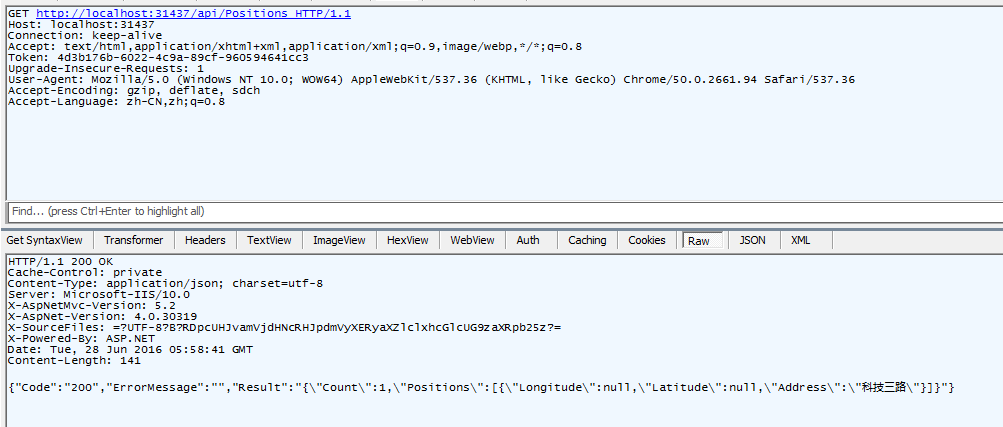 GET http://localhost:31437/api/Positions HTTP/1.1
Host: localhost:31437
Connection: keep-alive
Accept: text/html,application/xhtml+xml,application/xml;q=0.9,image/webp,*/*;q=0.8
Token: 4d3b176b-6022-4c9a-89cf-960594641cc3
Upgrade-Insecure-Requests: 1
User-Agent: Mozilla/5.0 (Windows NT 10.0; WOW64) AppleWebKit/537.36 (KHTML, like Gecko) Chrome/50.0.2661.94 Safari/537.36
Accept-Encoding: gzip, deflate, sdch
Accept-Language: zh-CN,zh;q=0.8
Find... (press Ctrl+Enter to highlight all)
Get SyntaxView Transformer Headers TextView ImageView HexView WebView Auth Caching Cookies Raw JSON XML
HTTP/1.1 200 OK
Cache-Control: private
Content-Type: application/json; charset=utf-8
Server: Microsoft-IIS/10.0
X-AspNetMvc-Version: 5.2
X-AspNet-Version: 4.0.30319
X-SourceFiles: =?UTF-8?B?RDpcUHJvamVjdHNcRHJpdmVyXERyaXZlclxhcGlcUG9zaXRpb25z?=
X-Powered-By: ASP.NET
Date: Tue, 28 Jun 2016 05:58:41 GMT
Content-Length: 141
{"Code":"200","ErrorMessage":"","Result":"{\"Count\":1,\"Positions\":[{\"Longitude\":null,\"Latitude\":null,\"Address\":\"科技三路\"}]}"}